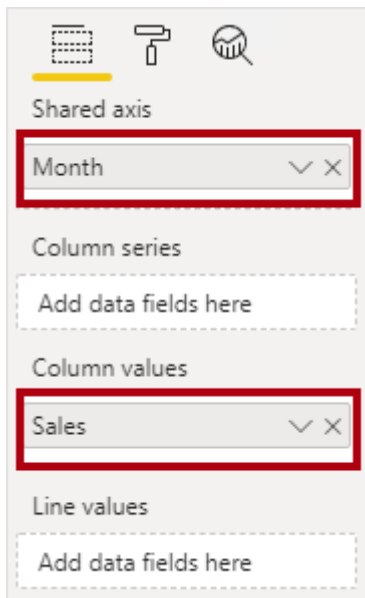 Shared axis
Month
Column series
Add data fields here
Column values
Sales
Line values
Add data fields here